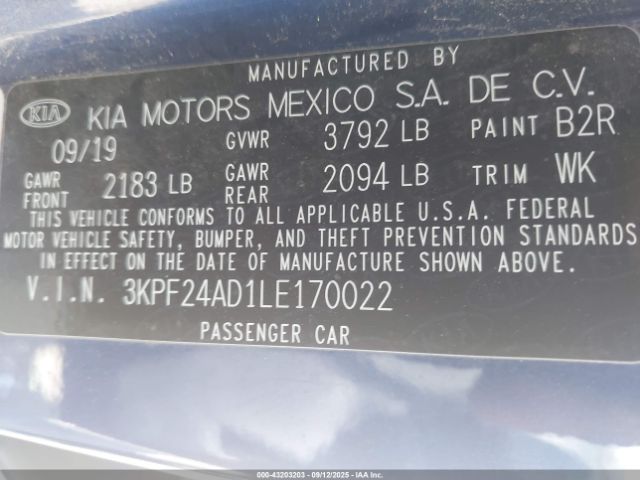 MANUFACTURED BY
KIA KIA MOTORS MEXICO S.A. DE C.V.
09/19 GVWR 3792 LB PAINT B2R
GAWR FRONT 2183 LB GAWR REAR 2094 LB TRIM WK
THIS VEHICLE CONFORMS TO ALL APPLICABLE U.S.A. FEDERAL
MOTOR VEHICLE SAFETY, BUMPER, AND THEFT PREVENTION STANDARDS
IN EFFECT ON THE DATE OF MANUFACTURE SHOWN ABOVE.
V.I.N. 3KPF24AD1LE170022
PASSENGER CAR
000-43203203 - 09/12/2025 - Copyright © IAA, Inc.